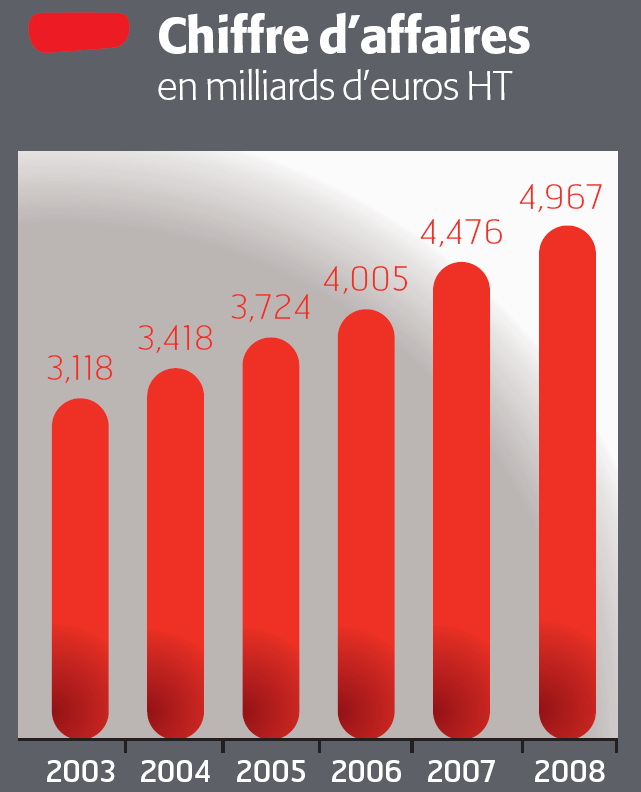 Chiffre d'affaires
en milliards d'euros HT
4,967
4,476
4,005
3,724
3,418
3,118
2003 2004 2005 2006 2007 2008